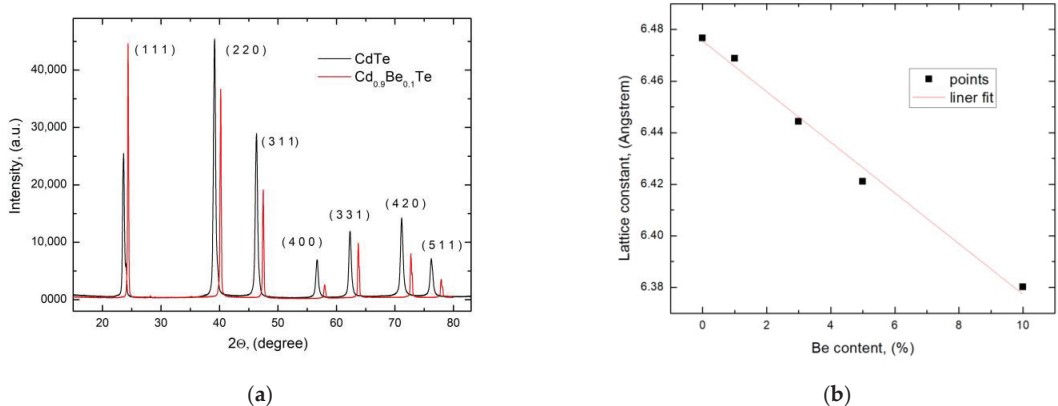 (111)
(220)
CdTe
Cd0.9Be0.1Te
(311)
(400)
(331)
(420)
(511)
40,000
30,000
20,000
10,000
0000
Intensity, (a.u.)
20 30 40 50 60 70 80
2Θ, (degree)
(a)
6.48
6.46
6.44
6.42
6.40
6.38
Lattice constant, (Angstrem)
points
liner fit
0 2 4 6 8 10
Be content, (%)
(b)